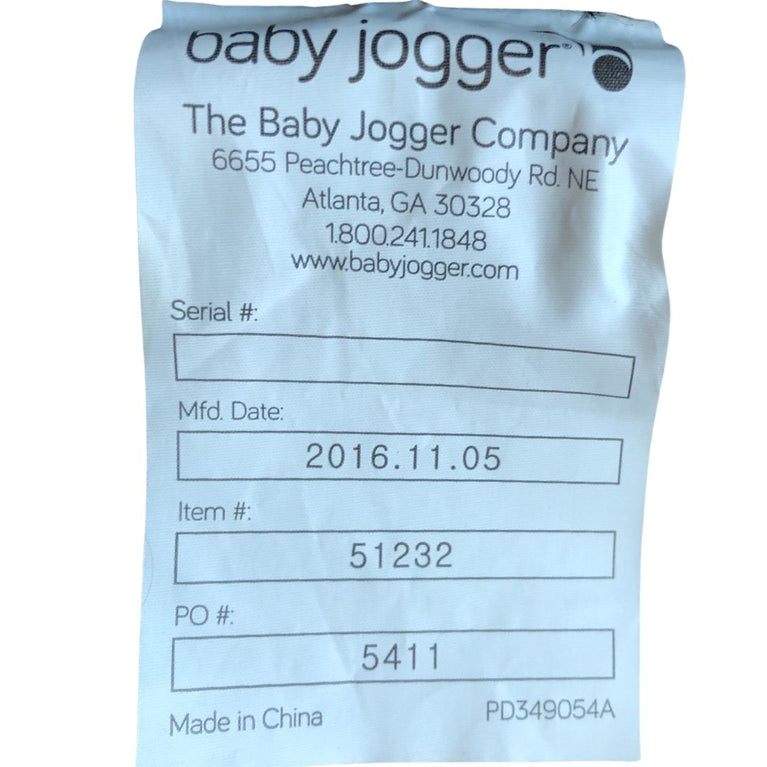 baby jogger®
The Baby Jogger Company
6655 Peachtree-Dunwoody Rd. NE
Atlanta, GA 30328
1.800.241.1848
www.babyjogger.com
Serial #:
Mfd. Date:
2016.11.05
Item #:
51232
PO #:
5411
Made in China PD349054A